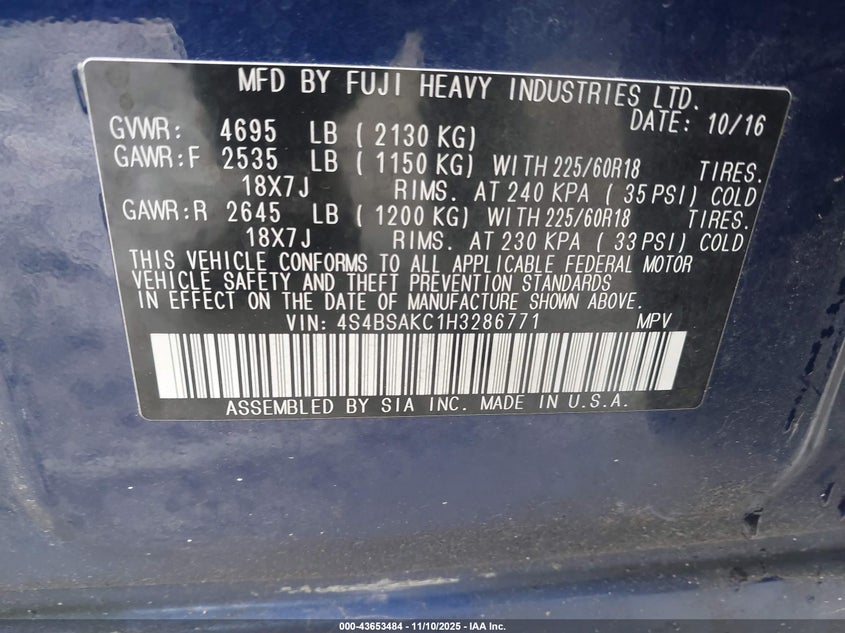 MFD BY FUJI HEAVY INDUSTRIES LTD.
DATE: 10/16
GVWR: 4695 LB ( 2130 KG)
GAWR:F 2535 LB ( 1150 KG) WITH 225/60R18 TIRES.
18X7J RIMS. AT 240 KPA ( 35 PSI) COLD
GAWR:R 2645 LB ( 1200 KG) WITH 225/60R18 TIRES.
18X7J RIMS. AT 230 KPA ( 33 PSI) COLD
THIS VEHICLE CONFORMS TO ALL APPLICABLE FEDERAL MOTOR
VEHICLE SAFETY AND THEFT PREVENTION STANDARDS
IN EFFECT ON THE DATE OF MANUFACTURE SHOWN ABOVE.
VIN: 4S4BSAKC1H3286771 MPV
ASSEMBLED BY SIA INC. MADE IN U.S.A.
000-43653484 - 11/10/2025 - IAA Inc.